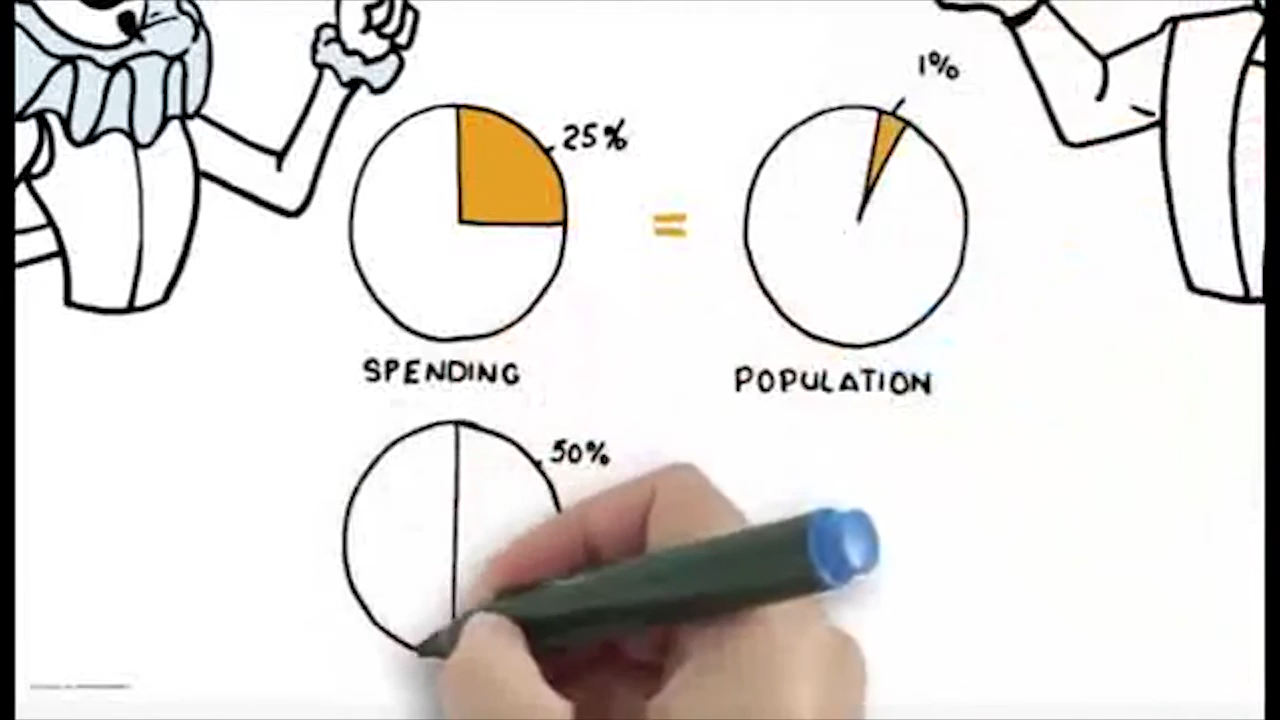 1%
25%
=
SPENDING
POPULATION
50%